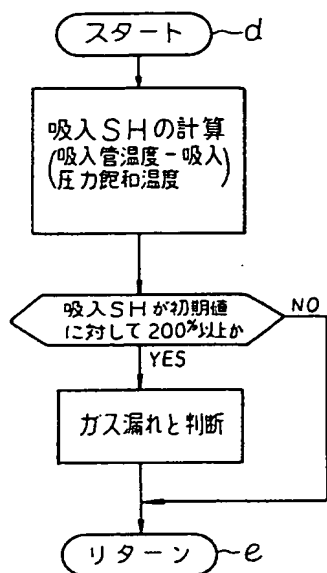 スタート
d
吸入SHの計算
(吸入管温度-吸入
圧力飽和温度)
吸入SHが初期値
に対して200%以上か
NO
YES
ガス漏れと判断
リターン
e